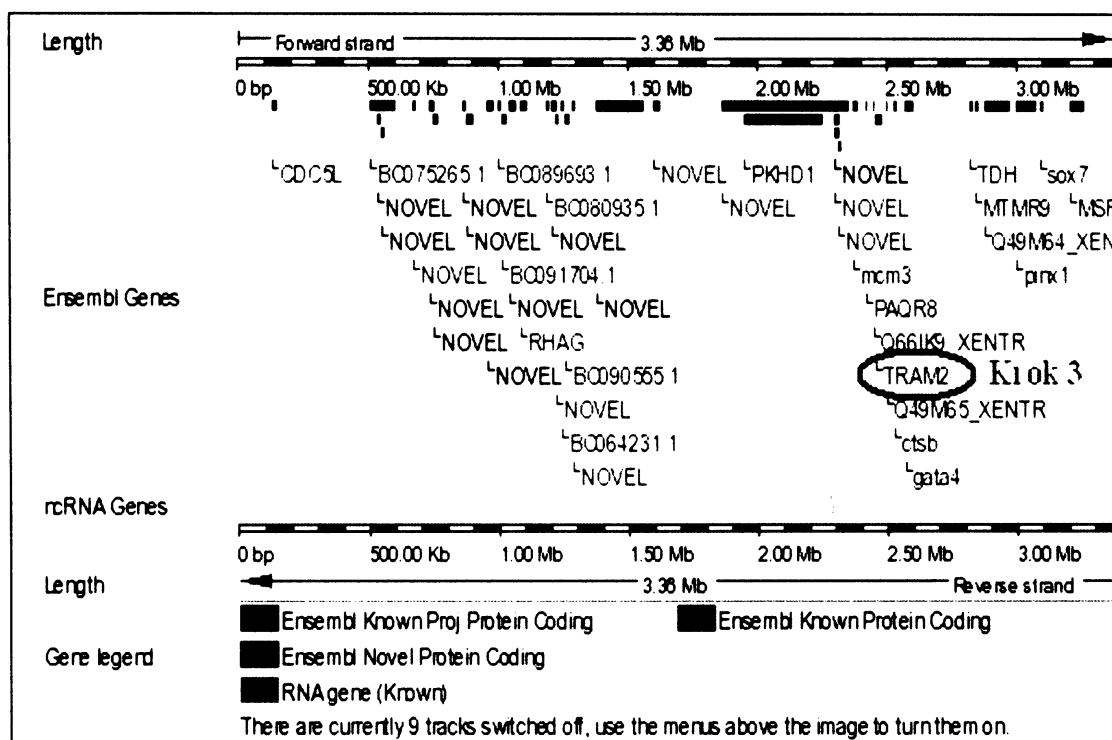 Length Forward strand 3.36 Mb
0 bp 500.00 Kb 1.00 Mb 1.50 Mb 2.00 Mb 2.50 Mb 3.00 Mb
CDC5L BC075265.1 BC089693.1 NOVEL PKHD1 NOVEL TDH sox7
NOVEL NOVEL BC080935.1 NOVEL NOVEL MTMR9 MSR
NOVEL NOVEL NOVEL NOVEL Q49M64_XEN
NOVEL BC091704.1 mcm3 pinx1
Ensembl Genes
NOVEL NOVEL NOVEL PAQR8
NOVEL RHAG Q66IK9_XENTR
NOVEL BC090555.1 TRAM2 Krok 3
NOVEL Q49M65_XENTR
BC064231.1 ctsb
NOVEL gata4
ncRNA Genes
0 bp 500.00 Kb 1.00 Mb 1.50 Mb 2.00 Mb 2.50 Mb 3.00 Mb
Length 3.36 Mb Reverse strand
Ensembl Known Proj Protein Coding Ensembl Known Protein Coding
Gene legend Ensembl Novel Protein Coding
RNA gene (Known)
There are currently 9 tracks switched off, use the menus above the image to turn them on.